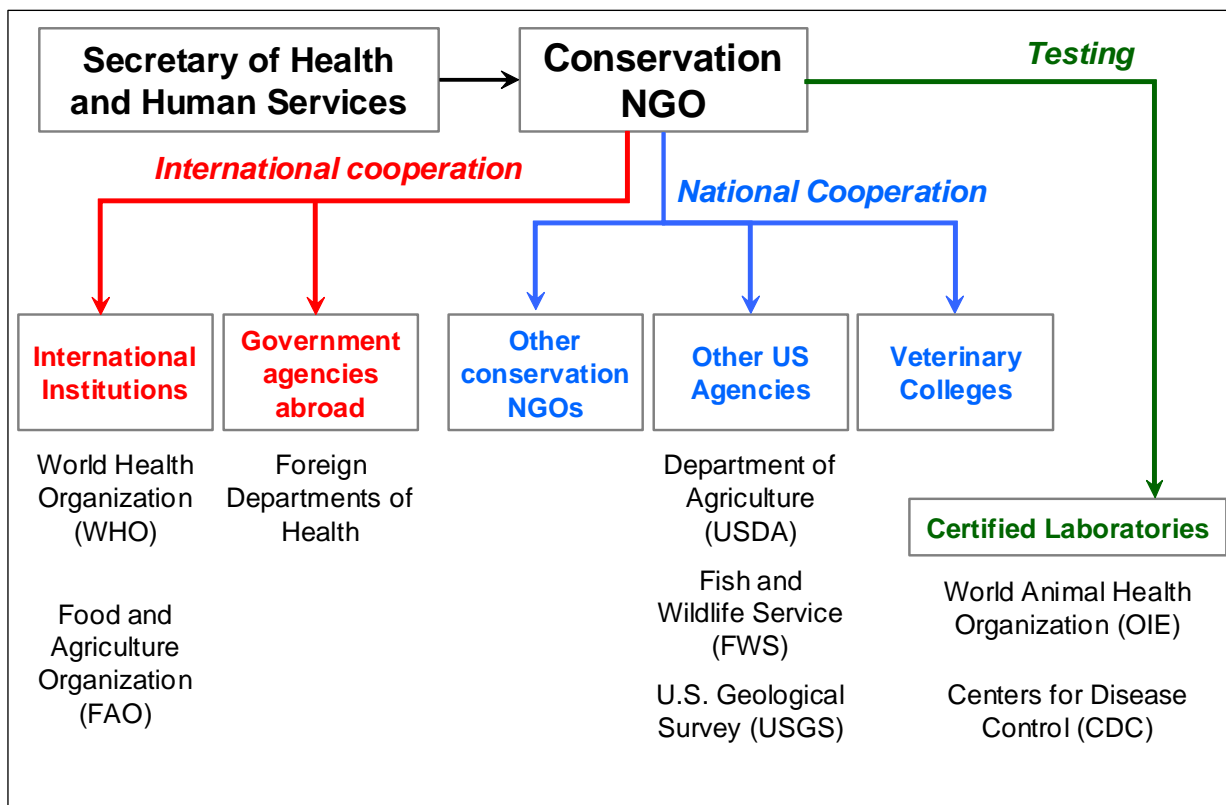 Secretary of Health
and Human Services
Conservation
NGO
Testing
International cooperation
National Cooperation
International
Institutions
Government
agencies
abroad
Other
conservation
NGOs
Other US
Agencies
Veterinary
Colleges
World Health
Organization
(WHO)
Food and
Agriculture
Organization
(FAO)
Foreign
Departments of
Health
Department of
Agriculture
(USDA)
Fish and
Wildlife Service
(FWS)
U.S. Geological
Survey (USGS)
Certified Laboratories
World Animal Health
Organization (OIE)
Centers for Disease
Control (CDC)